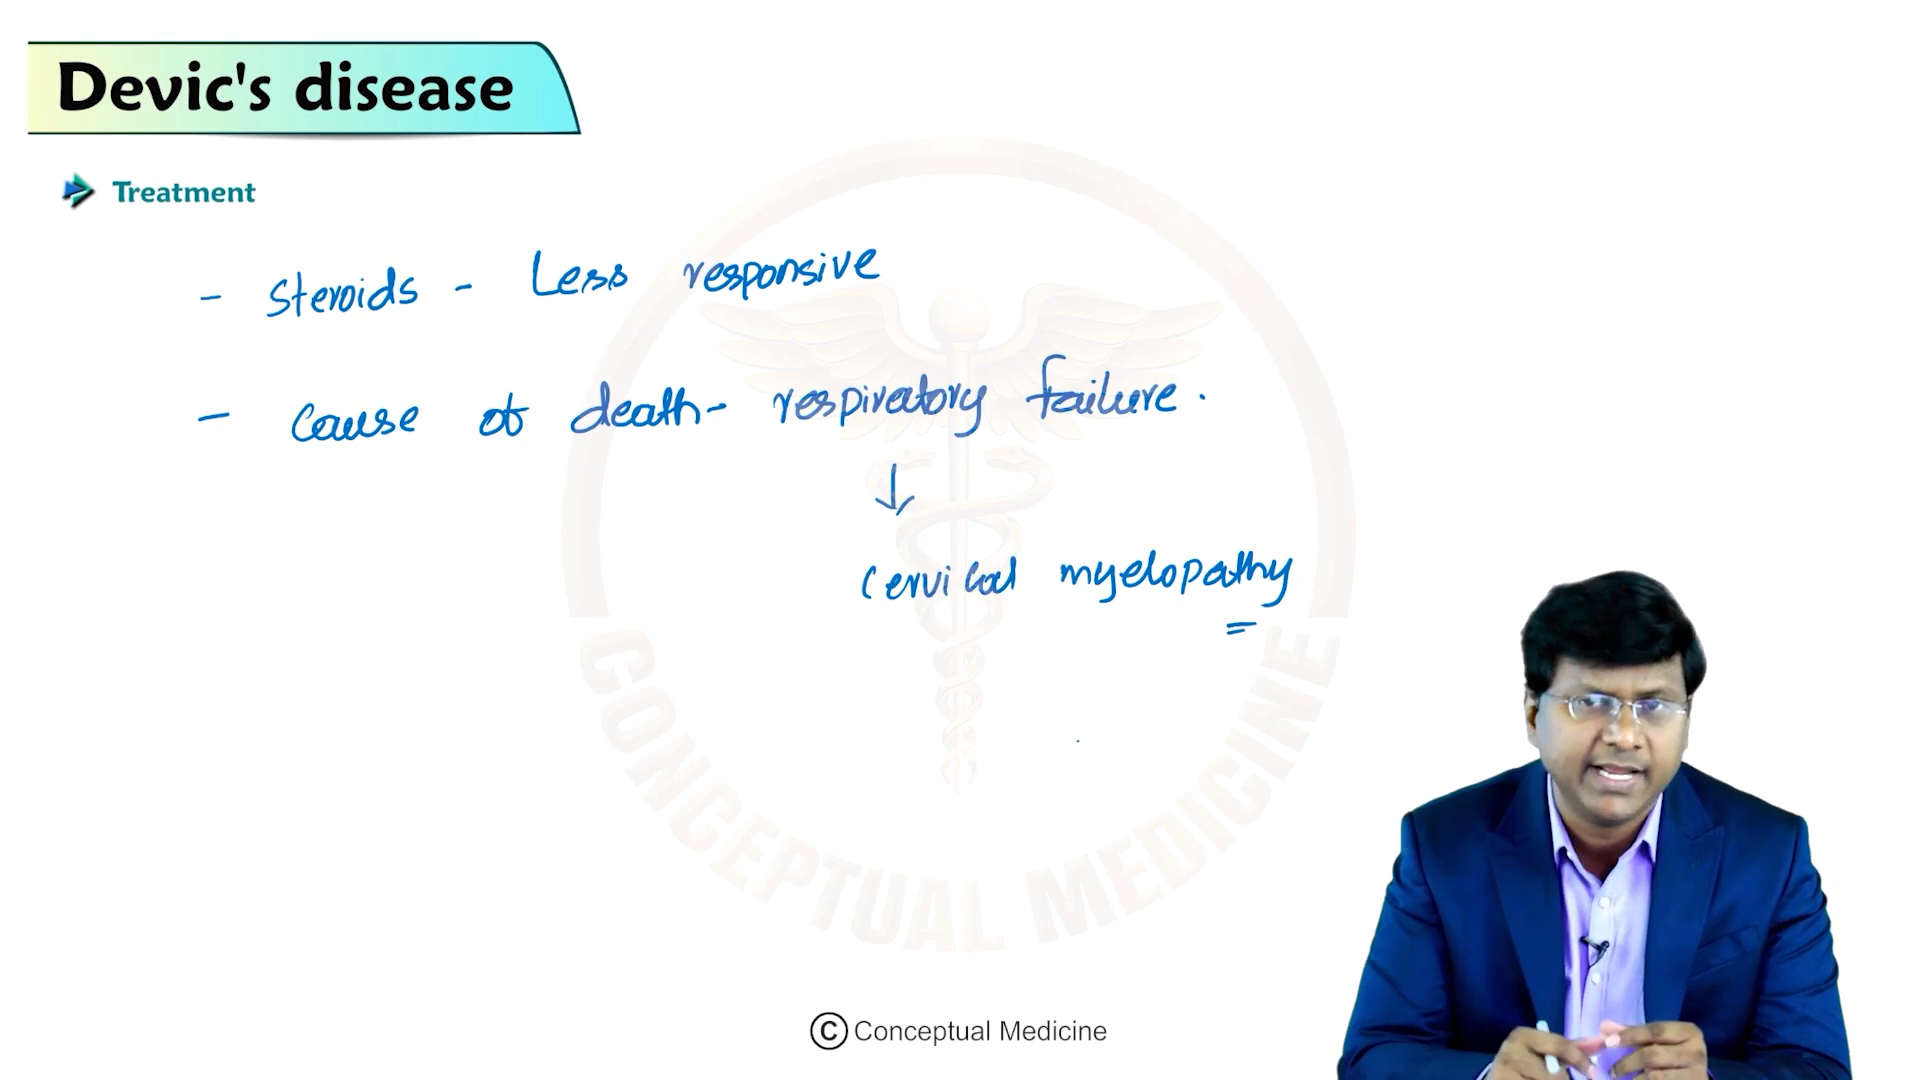 Devic's disease
Treatment
- Steroids - Less responsive
- Cause of death - respiratory failure.
↓
Cervical myelopathy
CONCEPTUAL MEDICINE
© Conceptual Medicine